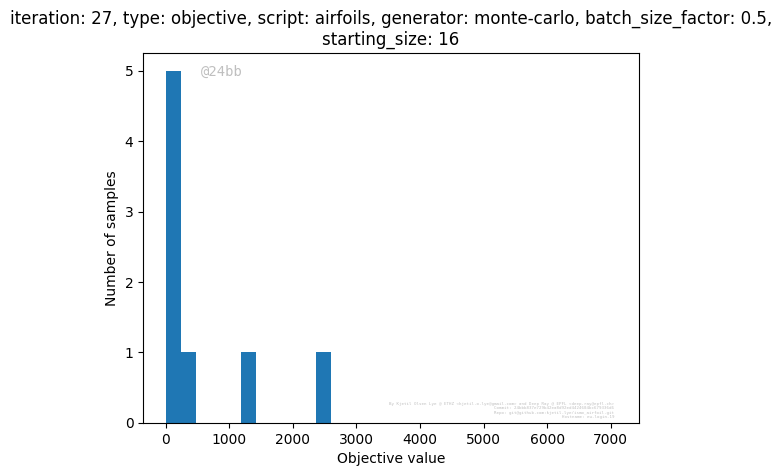 iteration: 27, type: objective, script: airfoils, generator: monte-carlo, batch_size_factor: 0.5,
starting_size: 16
@24bb
5
4
3
2
1
0
Number of samples
0 1000 2000 3000 4000 5000 6000 7000
Objective value